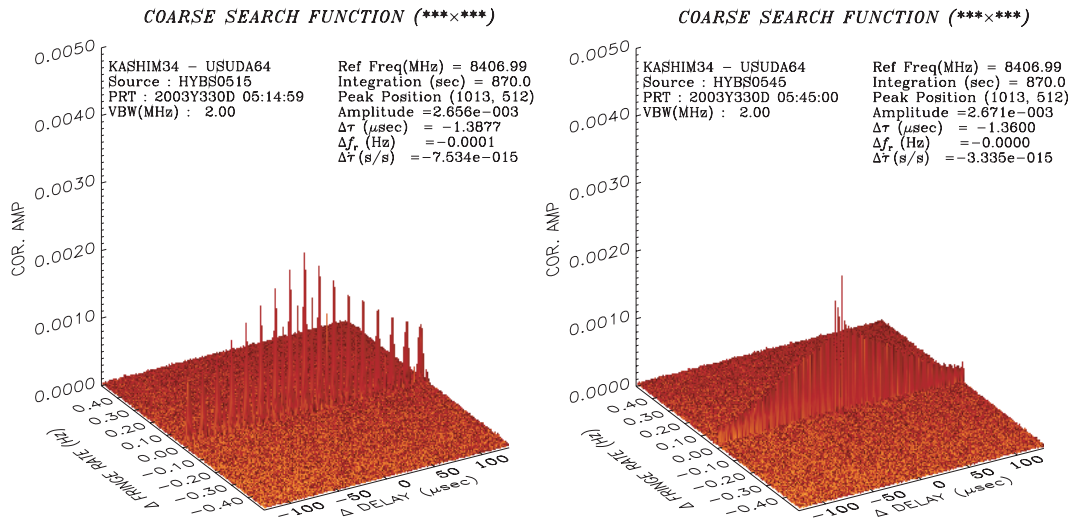 COARSE SEARCH FUNCTION (***×***)
KASHIM34 - USUDA64
Source : HYBS0515
PRT : 2003Y330D 05:14:59
VBW(MHz) : 2.00
Ref Freq(MHz) = 8406.99
Integration (sec) = 870.0
Peak Position (1013, 512)
Amplitude =2.656e-003
Δτ (μsec) = -1.3877
Δfr (Hz) =-0.0001
Δτ̇ (s/s) =-7.534e-015
COR. AMP
0.0050
0.0040
0.0030
0.0020
0.0010
0.0000
0.40
0.30
0.20
0.10
0.00
-0.10
-0.20
-0.30
-0.40
Δ FRINGE RATE (Hz)
-100
-50
0
50
100
Δ DELAY (μsec)
COARSE SEARCH FUNCTION (***×***)
KASHIM34 - USUDA64
Source : HYBS0545
PRT : 2003Y330D 05:45:00
VBW(MHz) : 2.00
Ref Freq(MHz) = 8406.99
Integration (sec) = 870.0
Peak Position (1013, 512)
Amplitude =2.671e-003
Δτ (μsec) = -1.3600
Δfr (Hz) =-0.0000
Δτ̇ (s/s) =-3.335e-015
COR. AMP
0.0050
0.0040
0.0030
0.0020
0.0010
0.0000
0.40
0.30
0.20
0.10
0.00
-0.10
-0.20
-0.30
-0.40
Δ FRINGE RATE (Hz)
-100
-50
0
50
100
Δ DELAY (μsec)